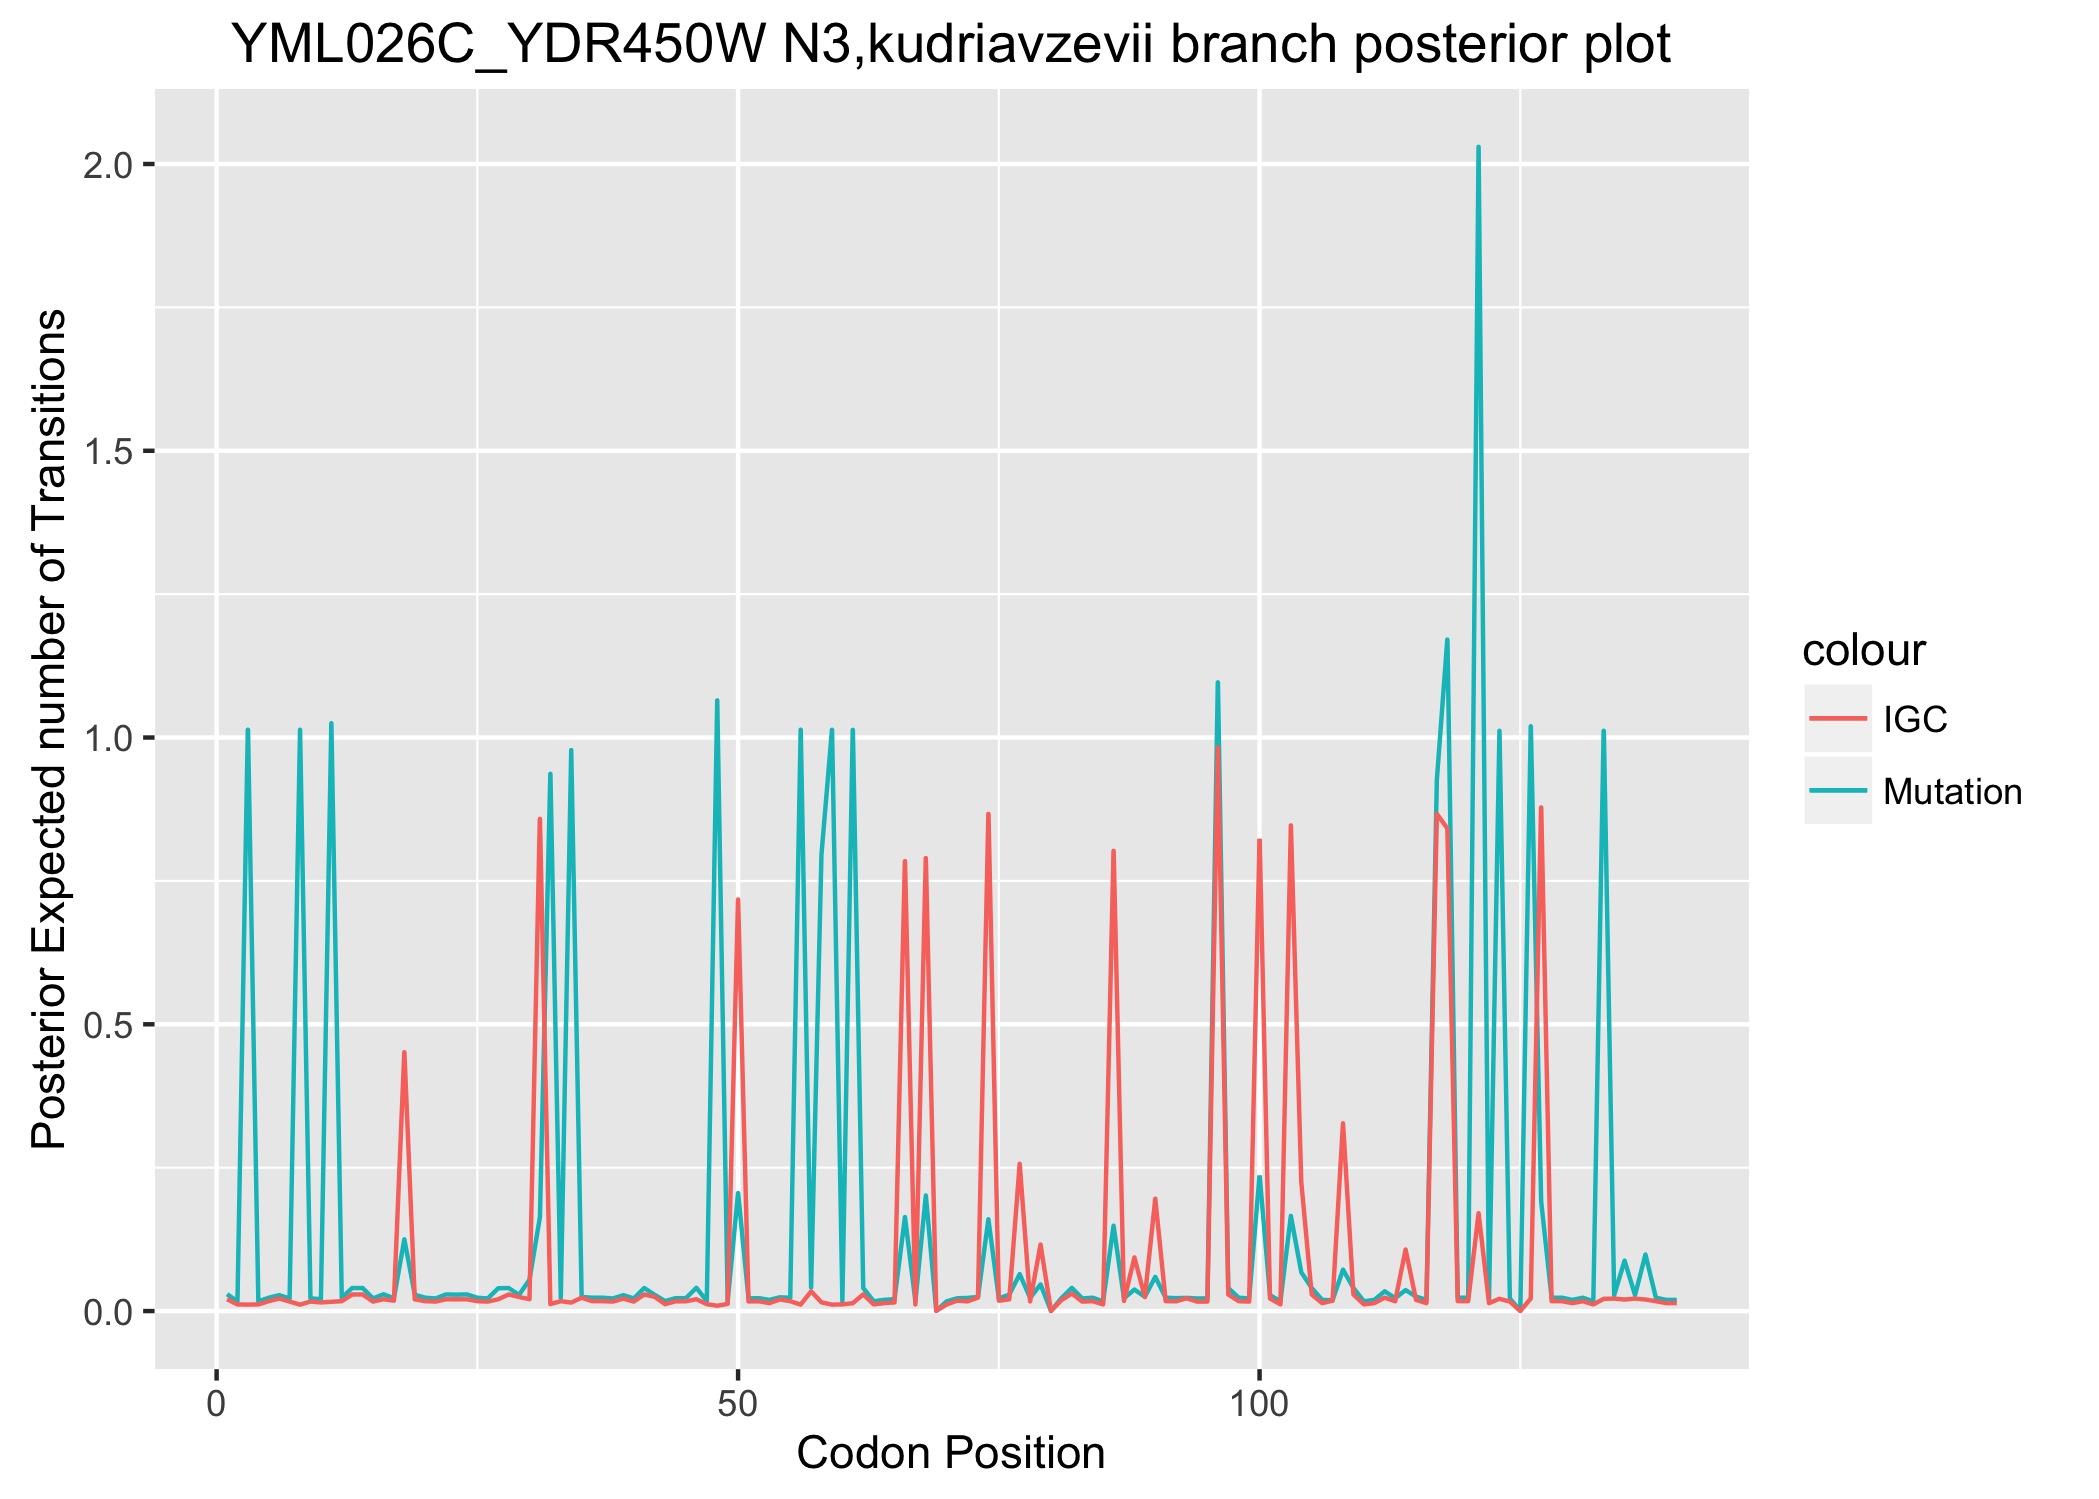 YML026C_YDR450W N3,kudriavzevii branch posterior plot
Posterior Expected number of Transitions
2.0
1.5
1.0
0.5
0.0
0
50
100
Codon Position
colour
IGC
Mutation